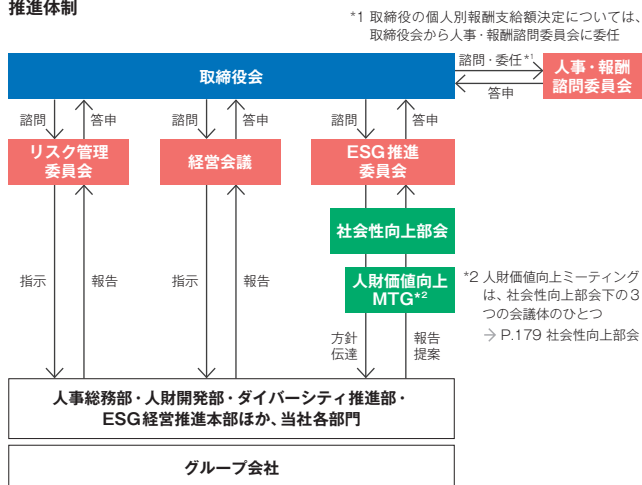 推進体制
*1 取締役の個人別報酬支給額決定については、
取締役会から人事・報酬諮問委員会に委任
取締役会
諮問・委任*1
答申
人事・報酬
諮問委員会
諮問
答申
諮問
答申
諮問
答申
リスク管理
委員会
経営会議
ESG推進
委員会
社会性向上部会
指示
報告
指示
報告
人財価値向上
MTG*2
*2 人財価値向上ミーティング
は、社会性向上部会下の3
つの会議体のひとつ
→ P.179 社会性向上部会
方針
伝達
報告
提案
人事総務部・人財開発部・ダイバーシティ推進部・
ESG経営推進本部ほか、当社各部門
グループ会社